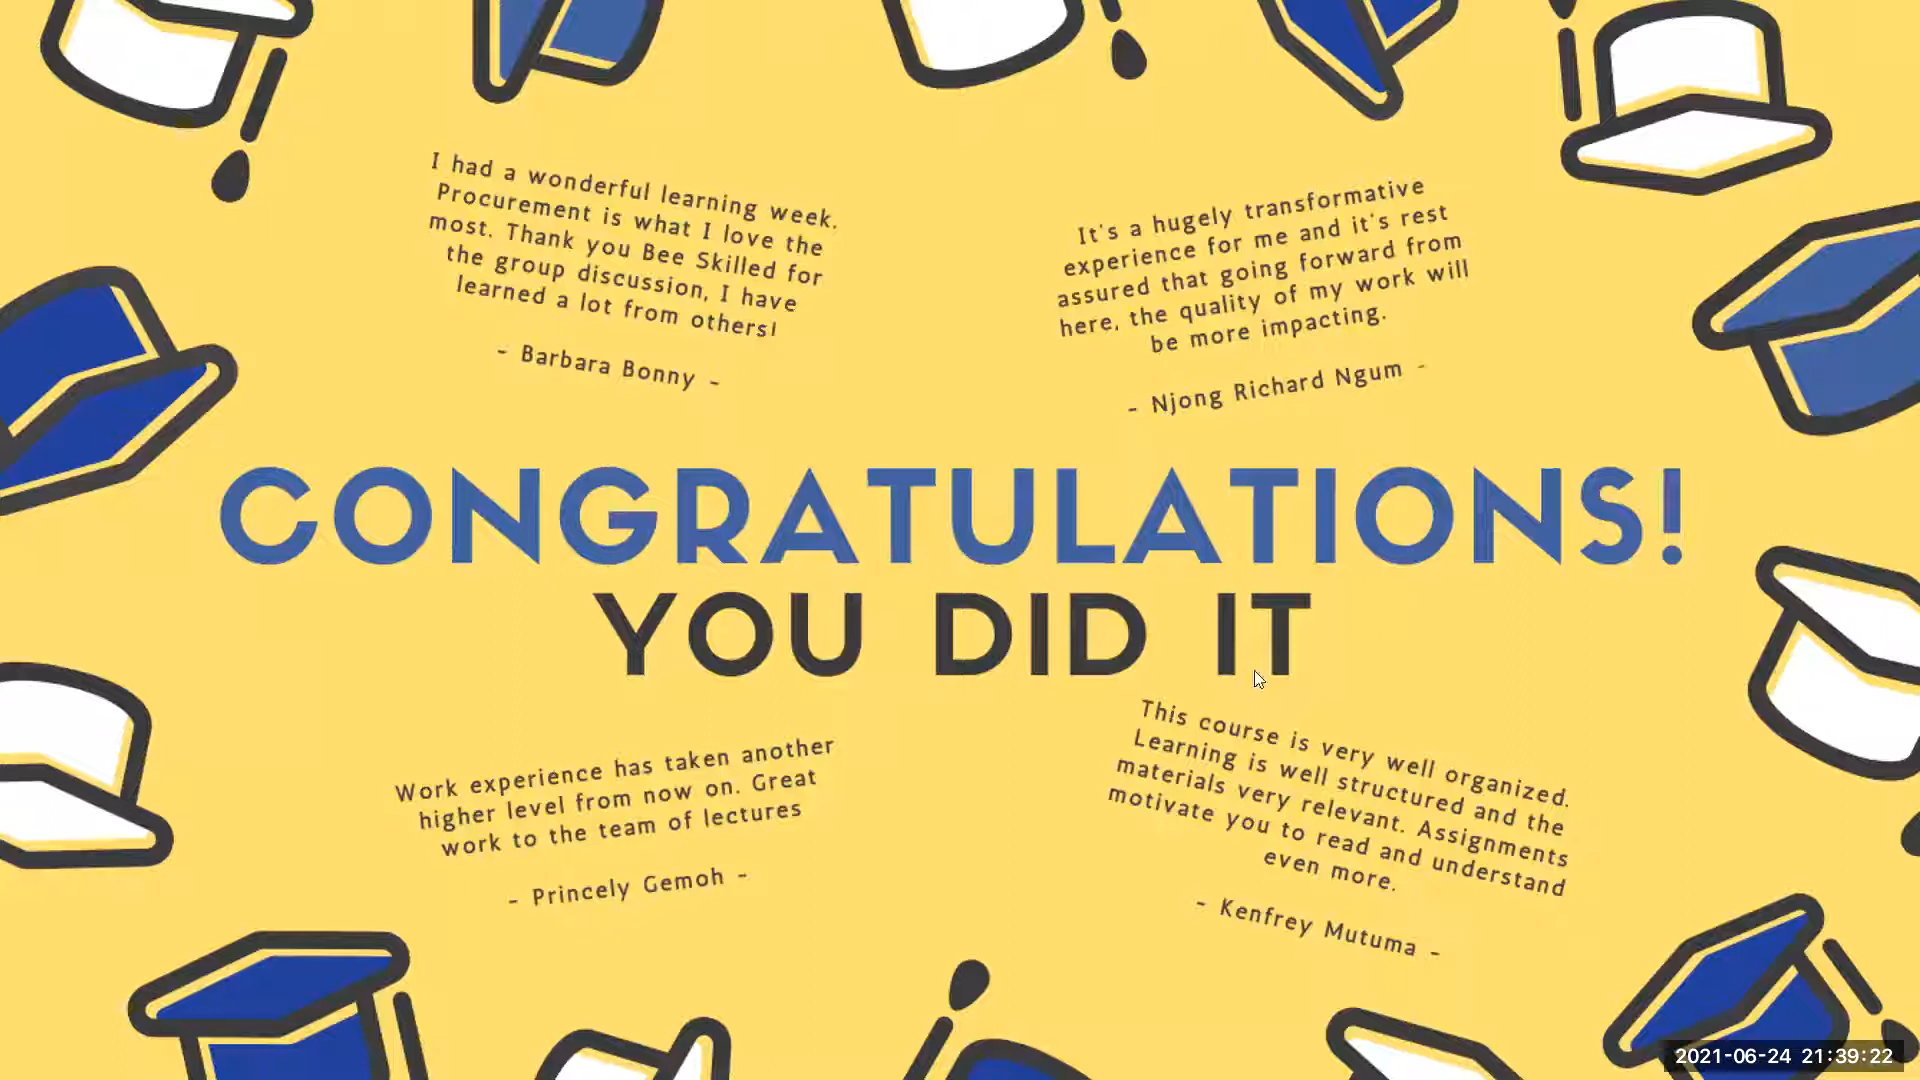 I had a wonderful learning week.
Procurement is what I love the
most. Thank you Bee Skilled for
the group discussion, I have
learned a lot from others!
- Barbara Bonny -
It's a hugely transformative
experience for me and it's rest
assured that going forward from
here, the quality of my work will
be more impacting.
- Njong Richard Ngum -
CONGRATULATIONS!
YOU DID IT
Work experience has taken another
higher level from now on. Great
work to the team of lectures
- Princely Gemoh -
This course is very well organized.
Learning is well structured and the
materials very relevant. Assignments
motivate you to read and understand
even more.
- Kenfrey Mutuma -
2021-06-24 21:39:22